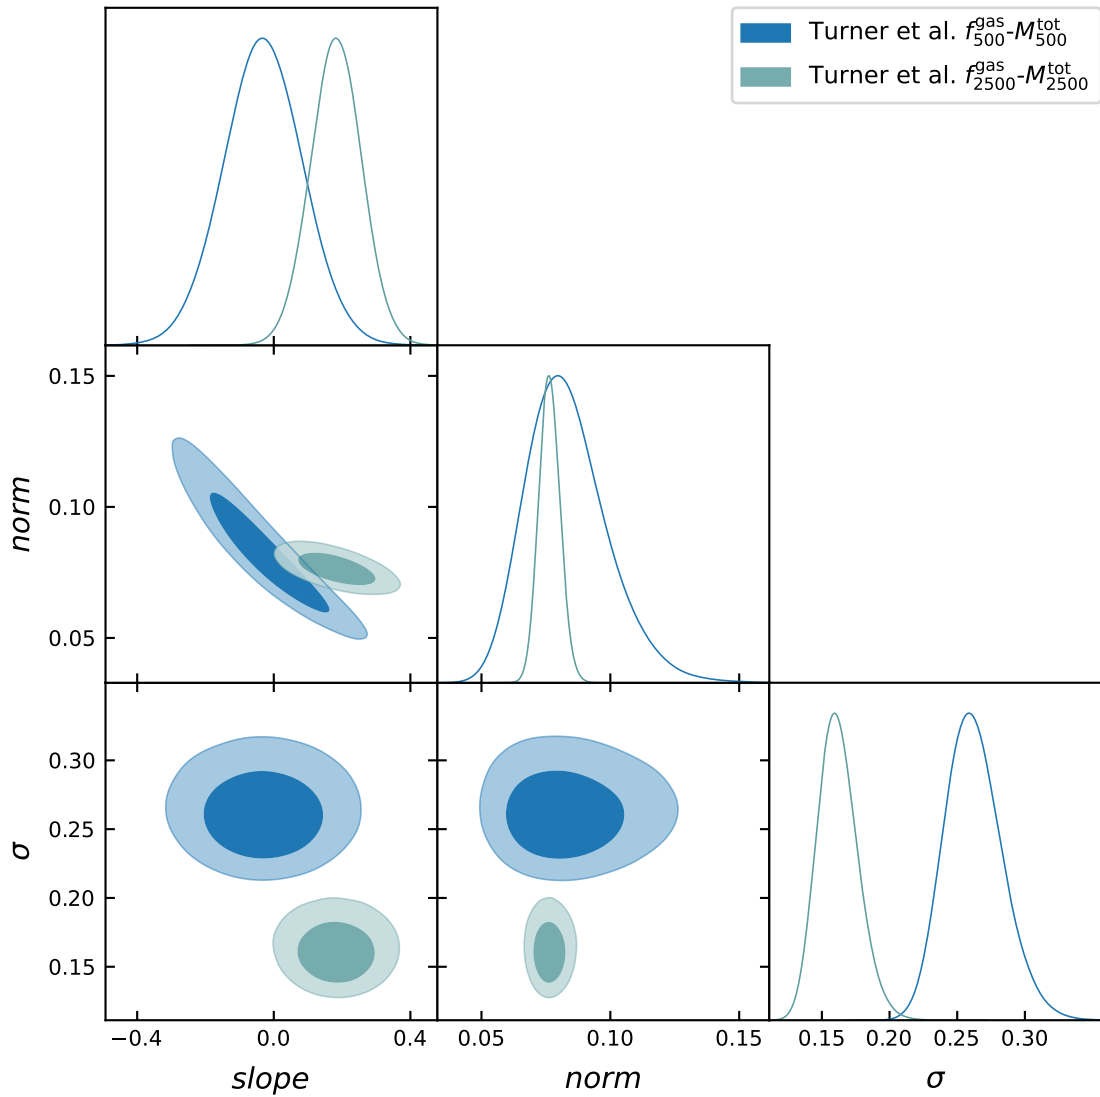 Turner et al. f^gas_500-M^tot_500
Turner et al. f^gas_2500-M^tot_2500
0.15
0.10
0.05
norm
0.30
0.25
0.20
0.15
σ
−0.4 0.0 0.4 0.05 0.10 0.15 0.15 0.20 0.25 0.30
slope norm σ